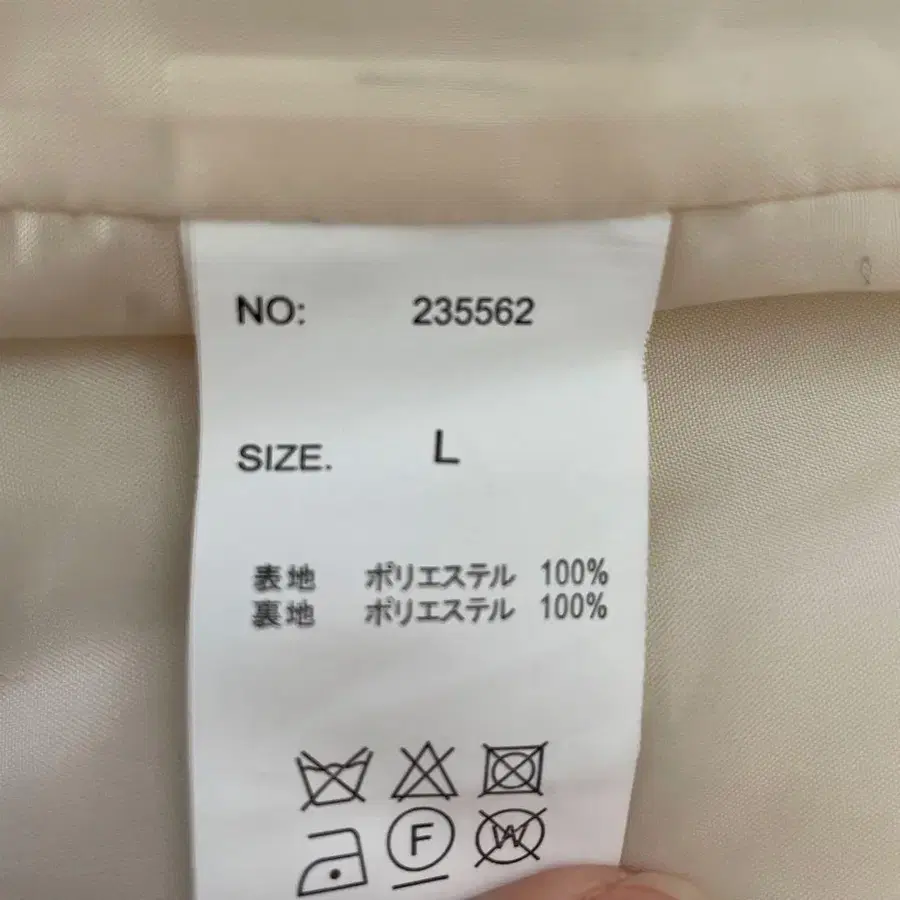 NO: 235562
SIZE. L
表地 ポリエステル 100%
裏地 ポリエステル 100%
F W